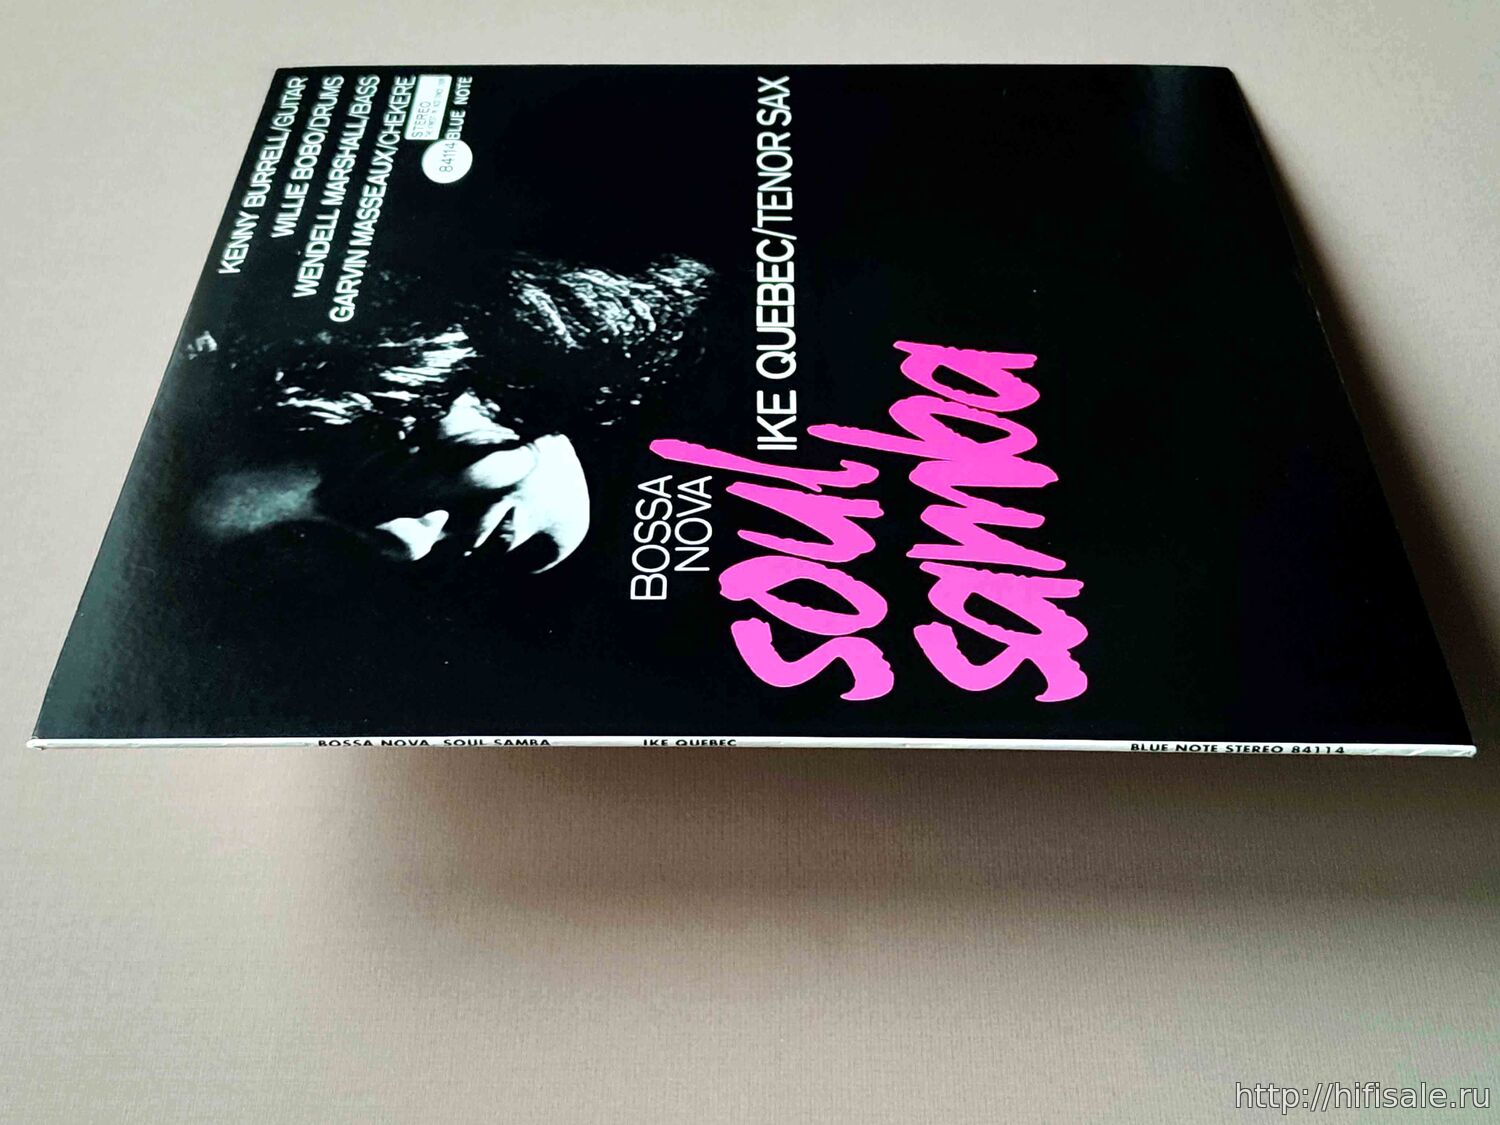 KENNY BURRELL/GUITAR
WILLIE BOBO/DRUMS
WENDELL MARSHALL/BASS
GARVIN MASSEAUX/CHEKERE
STEREO
84114 BLUE NOTE
BOSSA
NOVA
IKE QUEBEC/TENOR SAX
soul
samba
BOSSA NOVA, SOUL SAMBA IKE QUEBEC BLUE NOTE STEREO 84114
http://hifisale.ru